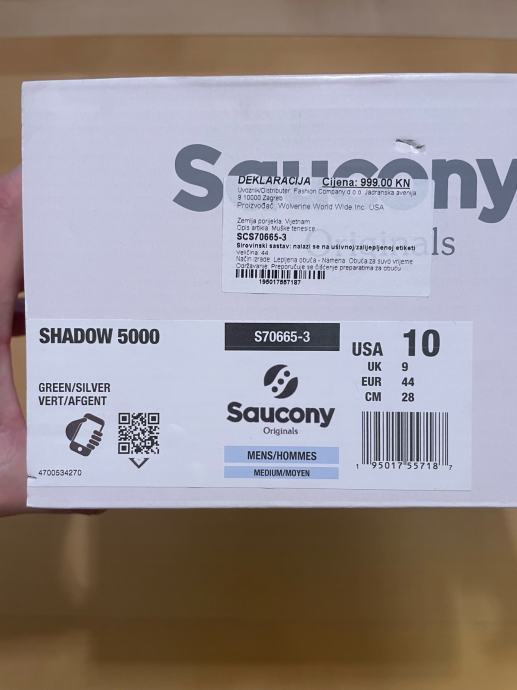 Saucony
Originals
DEKLARACIJA Cijena: 999.00 KN
Uvoznik/Distributer: Fashion Company d.o.o. Jadranska avenija
9 10000 Zagreb
Proizvođač: Wolverine World Wide Inc. USA
Zemlja porijekla: Vijetnam
Opis artikla: Muške tenesice
SCS70665-3
Sirovinski sastav: nalazi se na ušivnoj/zalijepljenoj etiketi
Veličina: 44
Način izrade: Lepljena obuća - Namena: Obuća za suvo vrijeme
Održavanje: Preporučuje se čišćenje preparatima za obuću
195017557187
SHADOW 5000
GREEN/SILVER
VERT/AFGENT
4700534270
S70665-3
Saucony
Originals
MENS/HOMMES
MEDIUM/MOYEN
USA 10
UK 9
EUR 44
CM 28
1 95017 55718 7